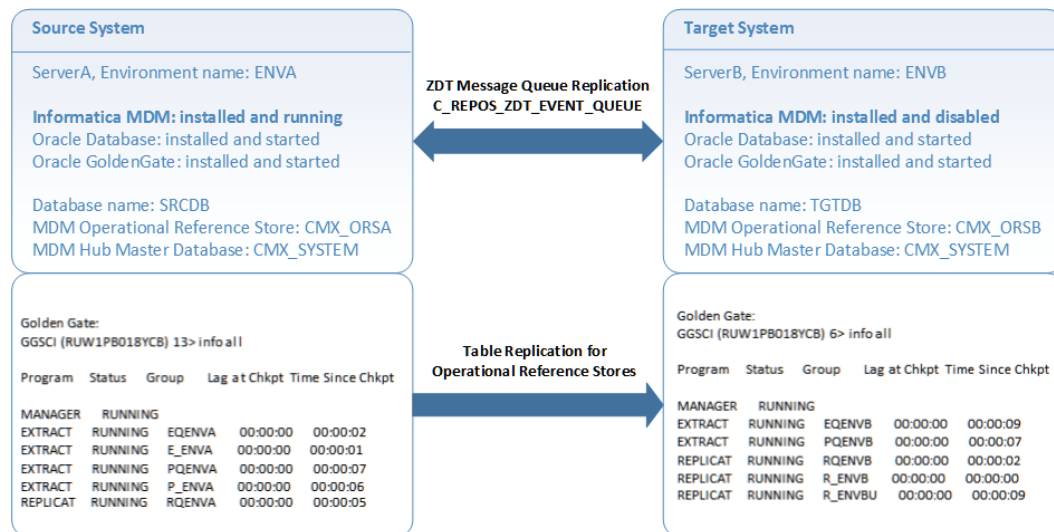 Source System
ServerA, Environment name: ENVA
Informatica MDM: installed and running
Oracle Database: installed and started
Oracle GoldenGate: installed and started
Database name: SRCDB
MDM Operational Reference Store: CMX_ORSA
MDM Hub Master Database: CMX_SYSTEM
Golden Gate:
GGSCI (RUW1PB018YCB) 13> info all
Program Status Group Lag at Chkpt Time Since Chkpt
MANAGER RUNNING
EXTRACT RUNNING EQENVA 00:00:00 00:00:02
EXTRACT RUNNING E_ENVA 00:00:00 00:00:01
EXTRACT RUNNING PQENVA 00:00:00 00:00:07
EXTRACT RUNNING P_ENVA 00:00:00 00:00:06
REPLICAT RUNNING RQENVA 00:00:00 00:00:05
ZDT Message Queue Replication
C_REPOS_ZDT_EVENT_QUEUE
Table Replication for
Operational Reference Stores
Target System
ServerB, Environment name: ENVB
Informatica MDM: installed and disabled
Oracle Database: installed and started
Oracle GoldenGate: installed and started
Database name: TGTDB
MDM Operational Reference Store: CMX_ORSB
MDM Hub Master Database: CMX_SYSTEM
Golden Gate:
GGSCI (RUW1PB018YCB) 6> info all
Program Status Group Lag at Chkpt Time Since Chkpt
MANAGER RUNNING
EXTRACT RUNNING EQENVB 00:00:00 00:00:09
EXTRACT RUNNING PQENVB 00:00:00 00:00:07
REPLICAT RUNNING RQENVB 00:00:00 00:00:02
REPLICAT RUNNING R_ENVB 00:00:00 00:00:00
REPLICAT RUNNING R_ENVBU 00:00:00 00:00:09